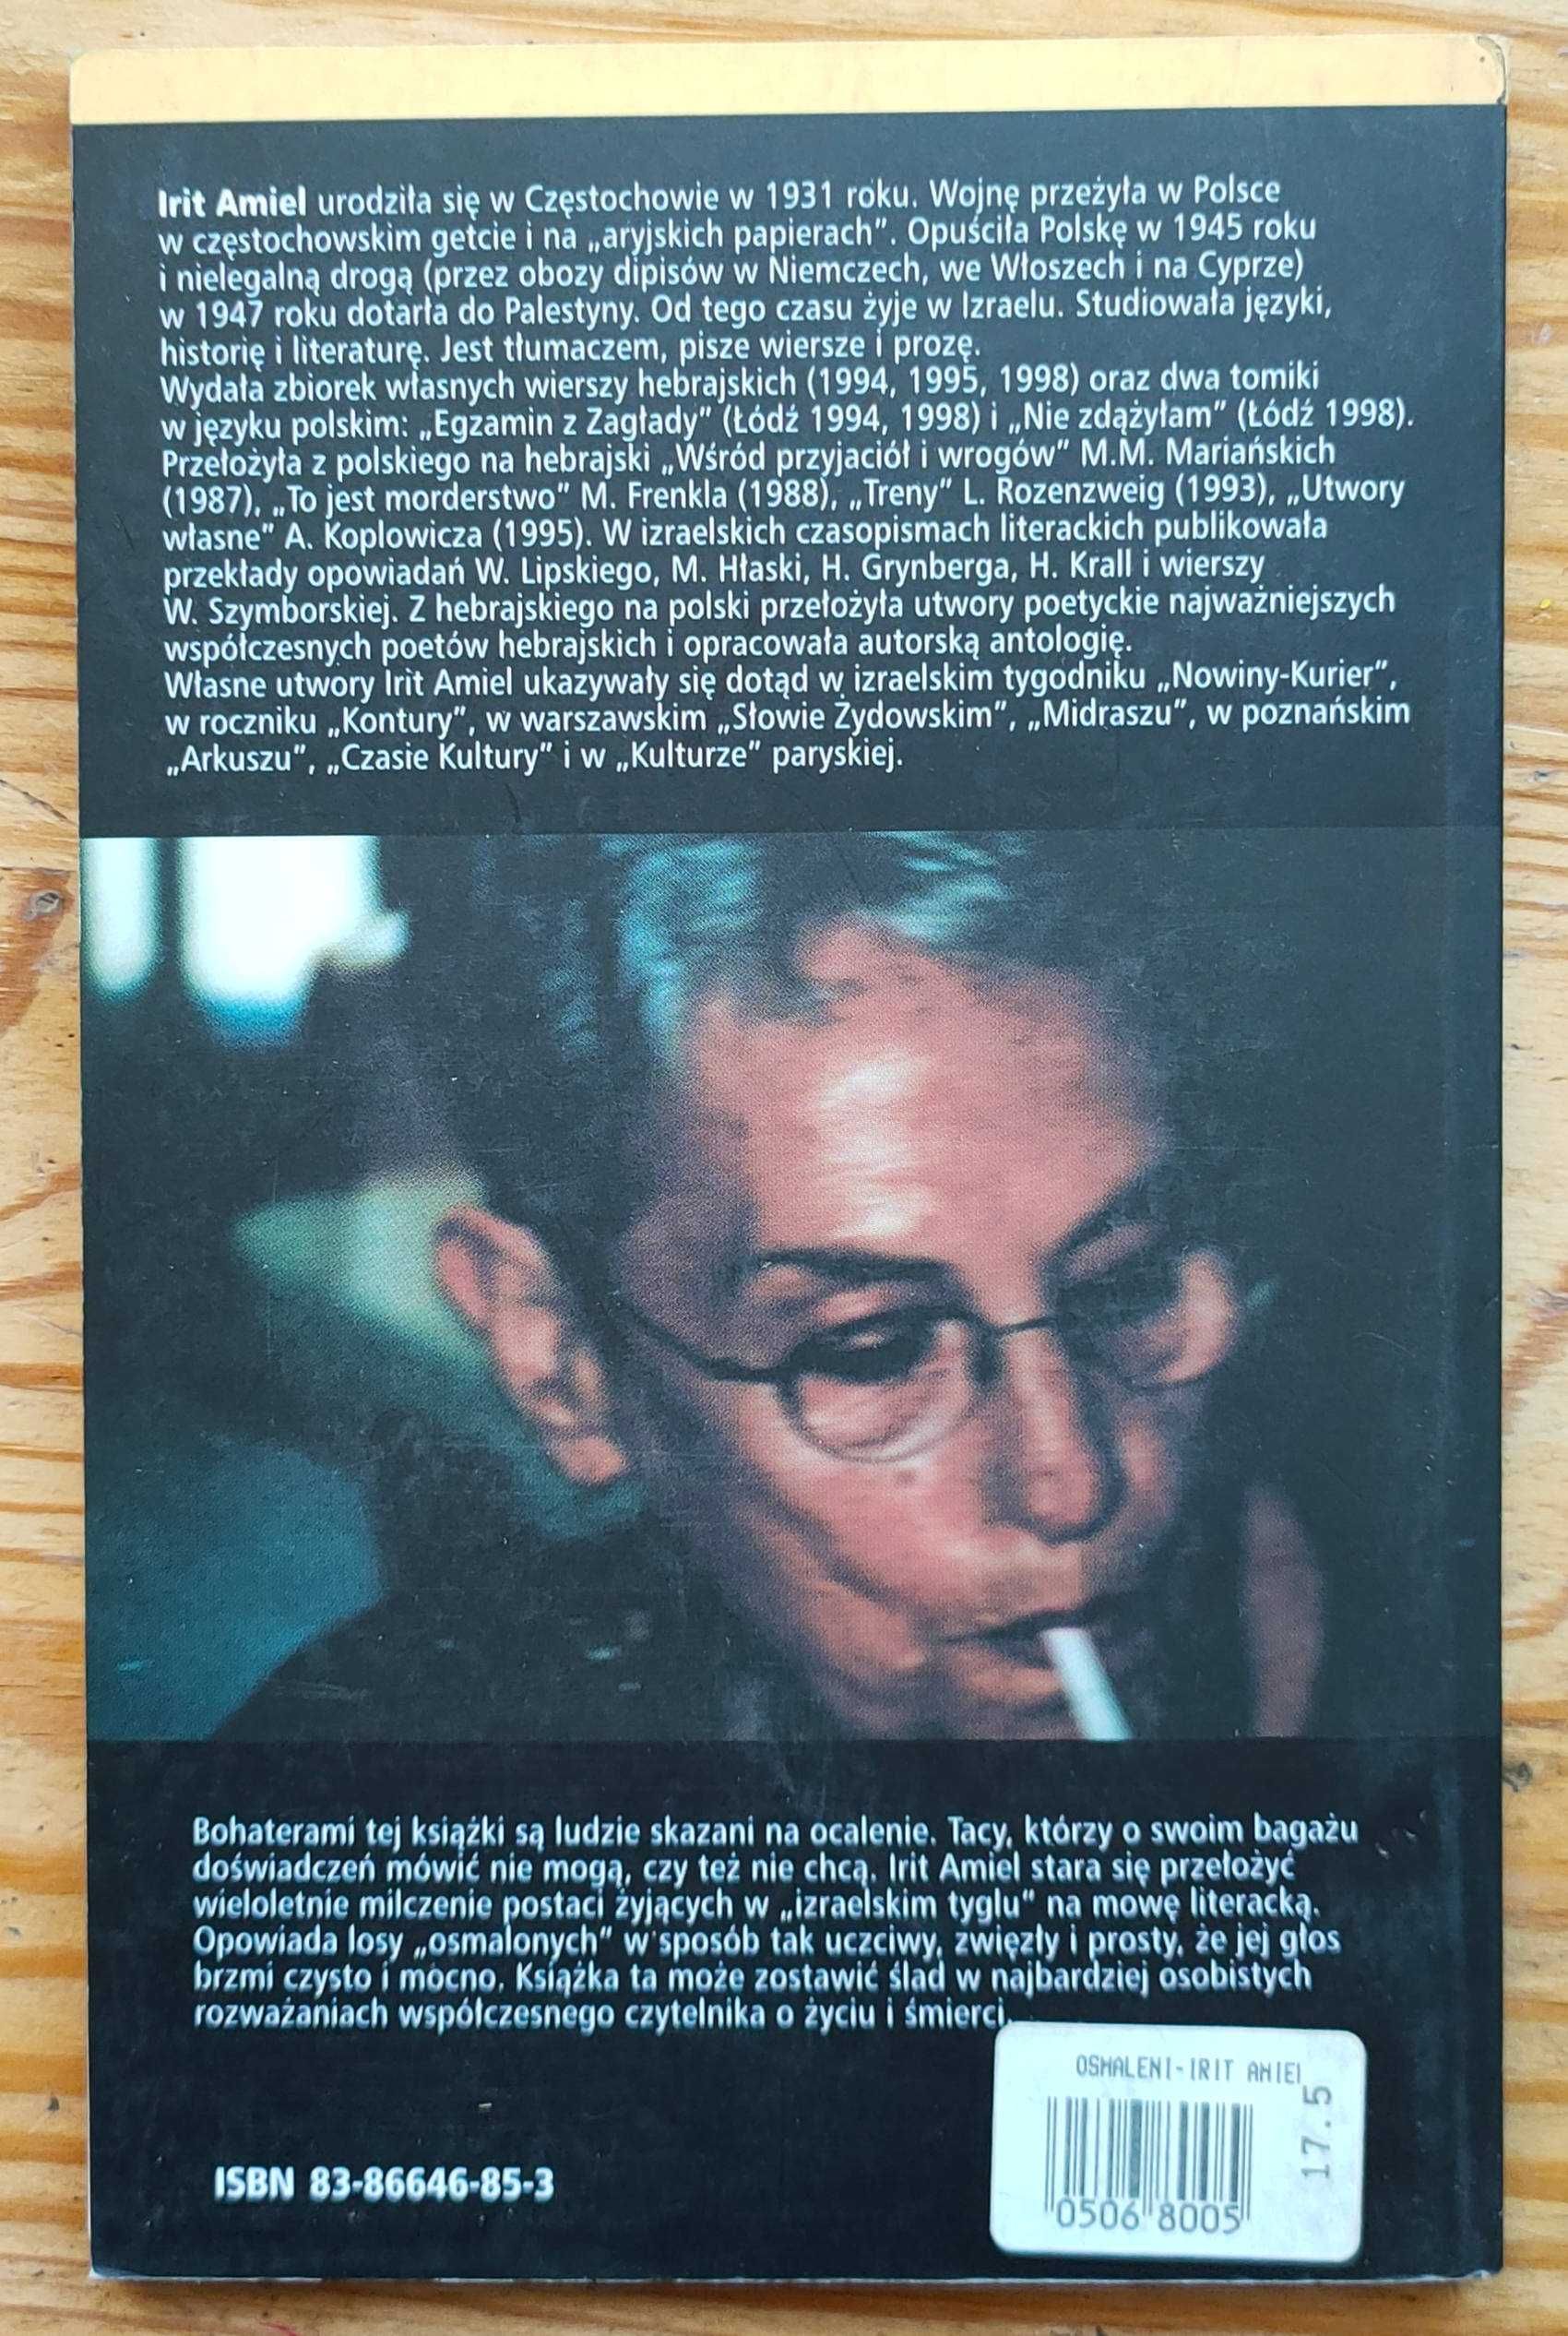 Irit Amiel urodziła się w Częstochowie w 1931 roku. Wojnę przeżyła w Polsce
w częstochowskim getcie i na „aryjskich papierach”. Opuściła Polskę w 1945 roku
i nielegalną drogą (przez obozy dipisów w Niemczech, we Włoszech i na Cyprze)
w 1947 roku dotarła do Palestyny. Od tego czasu żyje w Izraelu. Studiowała języki,
historię i literaturę. Jest tłumaczem, pisze wiersze i prozę.
Wydała zbiorek własnych wierszy hebrajskich (1994, 1995, 1998) oraz dwa tomiki
w języku polskim: „Egzamin z Zagłady” (Łódź 1994, 1998) i „Nie zdążyłam” (Łódź 1998).
Przełożyła z polskiego na hebrajski „Wśród przyjaciół i wrogów” M.M. Mariańskich
(1987), „To jest morderstwo” M. Frenkla (1988), „Treny” L. Rozenzweig (1993), „Utwory
własne” A. Koplowicza (1995). W izraelskich czasopismach literackich publikowała
przekłady opowiadań W. Lipskiego, M. Hłaski, H. Grynberga, H. Krall i wierszy
W. Szymborskiej. Z hebrajskiego na polski przełożyła utwory poetyckie najważniejszych
współczesnych poetów hebrajskich i opracowała autorską antologię.
Własne utwory Irit Amiel ukazywały się dotąd w izraelskim tygodniku „Nowiny-Kurier”,
w roczniku „Kontury”, w warszawskim „Słowie Żydowskim”, „Midraszu”, w poznańskim
„Arkuszu”, „Czasie Kultury” i w „Kulturze” paryskiej.
Bohaterami tej książki są ludzie skazani na ocalenie. Tacy, którzy o swoim bagażu
doświadczeń mówić nie mogą, czy też nie chcą. Irit Amiel stara się przełożyć
wieloletnie milczenie postaci żyjących w „izraelskim tyglu” na mowę literacką.
Opowiada losy „osmalonych” w sposób tak uczciwy, zwięzły i prosty, że jej głos
brzmi czysto i mocno. Książka ta może zostawić ślad w najbardziej osobistych
rozważaniach współczesnego czytelnika o życiu i śmierci.
OSMALENI-IRIT AMIEL
17.5
0506 8005
ISBN 83-86646-85-3